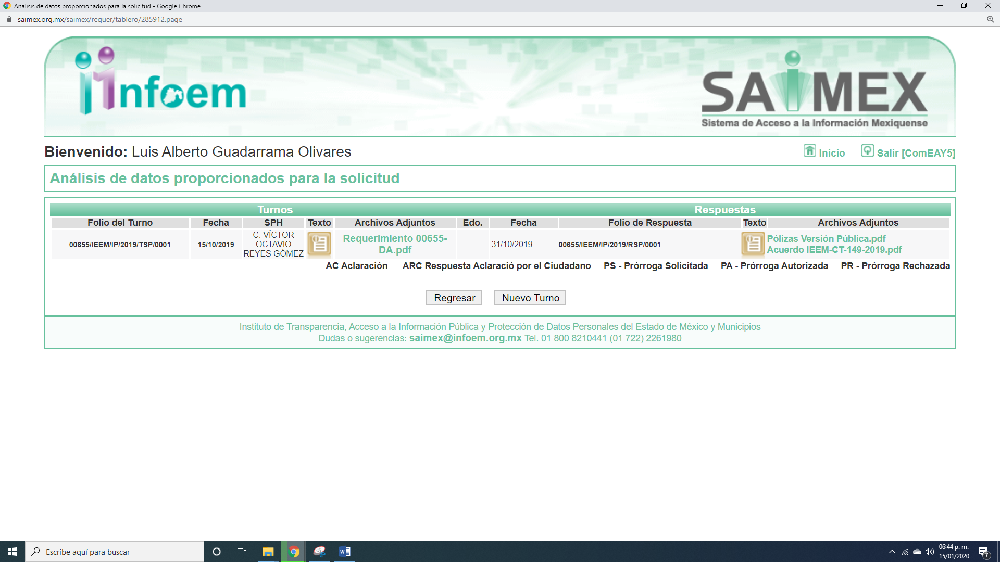 Análisis de datos proporcionados para la solicitud - Google Chrome
saimex.org.mx/saimex/requer/tablero/285912.page
infoem
SAIMEX
Sistema de Acceso a la Información Mexiquense
Bienvenido: Luis Alberto Guadarrama Olivares
Inicio Salir [ComEAY5]
Análisis de datos proporcionados para la solicitud
Turnos Respuestas
Folio del Turno Fecha SPH Texto Archivos Adjuntos Edo. Fecha Folio de Respuesta Texto Archivos Adjuntos
00655/IEEM/IP/2019/TSP/0001 15/10/2019 C. VÍCTOR
OCTAVIO
REYES GÓMEZ
Requerimiento 00655-
DA.pdf
31/10/2019 00655/IEEM/IP/2019/RSP/0001
Pólizas Versión Pública.pdf
Acuerdo IEEM-CT-149-2019.pdf
AC Aclaración ARC Respuesta Aclaració por el Ciudadano PS - Prórroga Solicitada PA - Prórroga Autorizada PR - Prórroga Rechazada
Regresar Nuevo Turno
Instituto de Transparencia, Acceso a la Información Pública y Protección de Datos Personales del Estado de México y Municipios
Dudas o sugerencias: saimex@infoem.org.mx Tel. 01 800 8210441 (01 722) 2261980
Escribe aquí para buscar
06:44 p. m.
15/01/2020
7